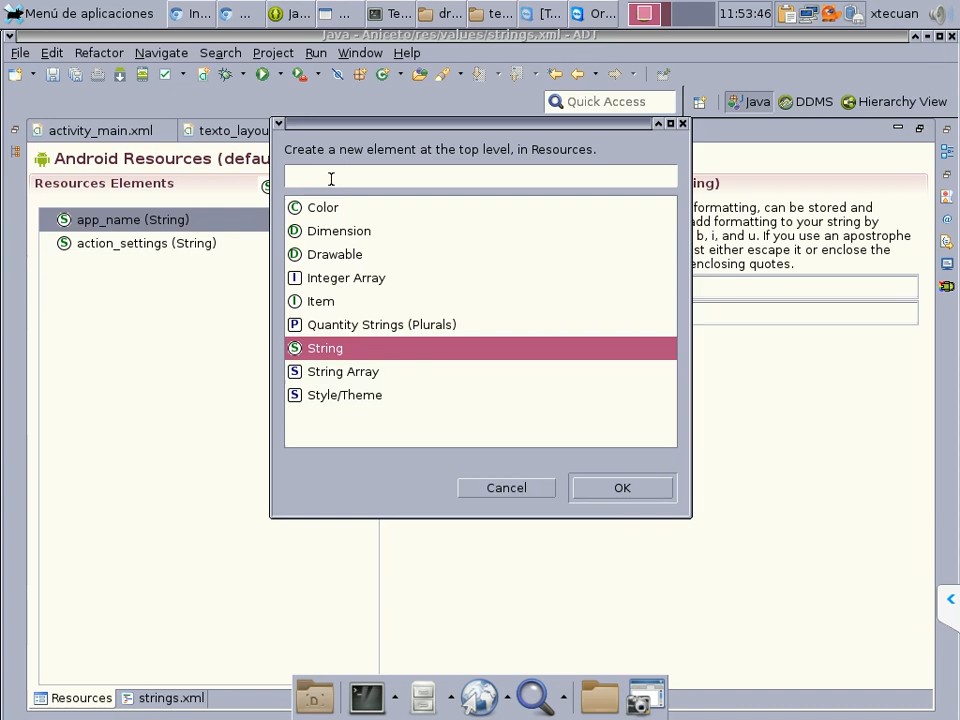 Menú de aplicaciones
In...
...
Ja...
...
Te...
dr...
te...
[T...
Or...
11:53:46
xtecuan
Java - Aniceto/res/values/strings.xml - ADT
File Edit Refactor Navigate Search Project Run Window Help
Quick Access
Java
DDMS
Hierarchy View
activity_main.xml
texto_layou
Android Resources (defau
Resources Elements
app_name (String)
action_settings (String)
Create a new element at the top level, in Resources.
Color
Dimension
Drawable
Integer Array
Item
Quantity Strings (Plurals)
String
String Array
Style/Theme
Cancel
OK
ing)
formatting, can be stored and
add formatting to your string by
b, i, and u. If you use an apostrophe
st either escape it or enclose the
enclosing quotes.
Resources
strings.xml